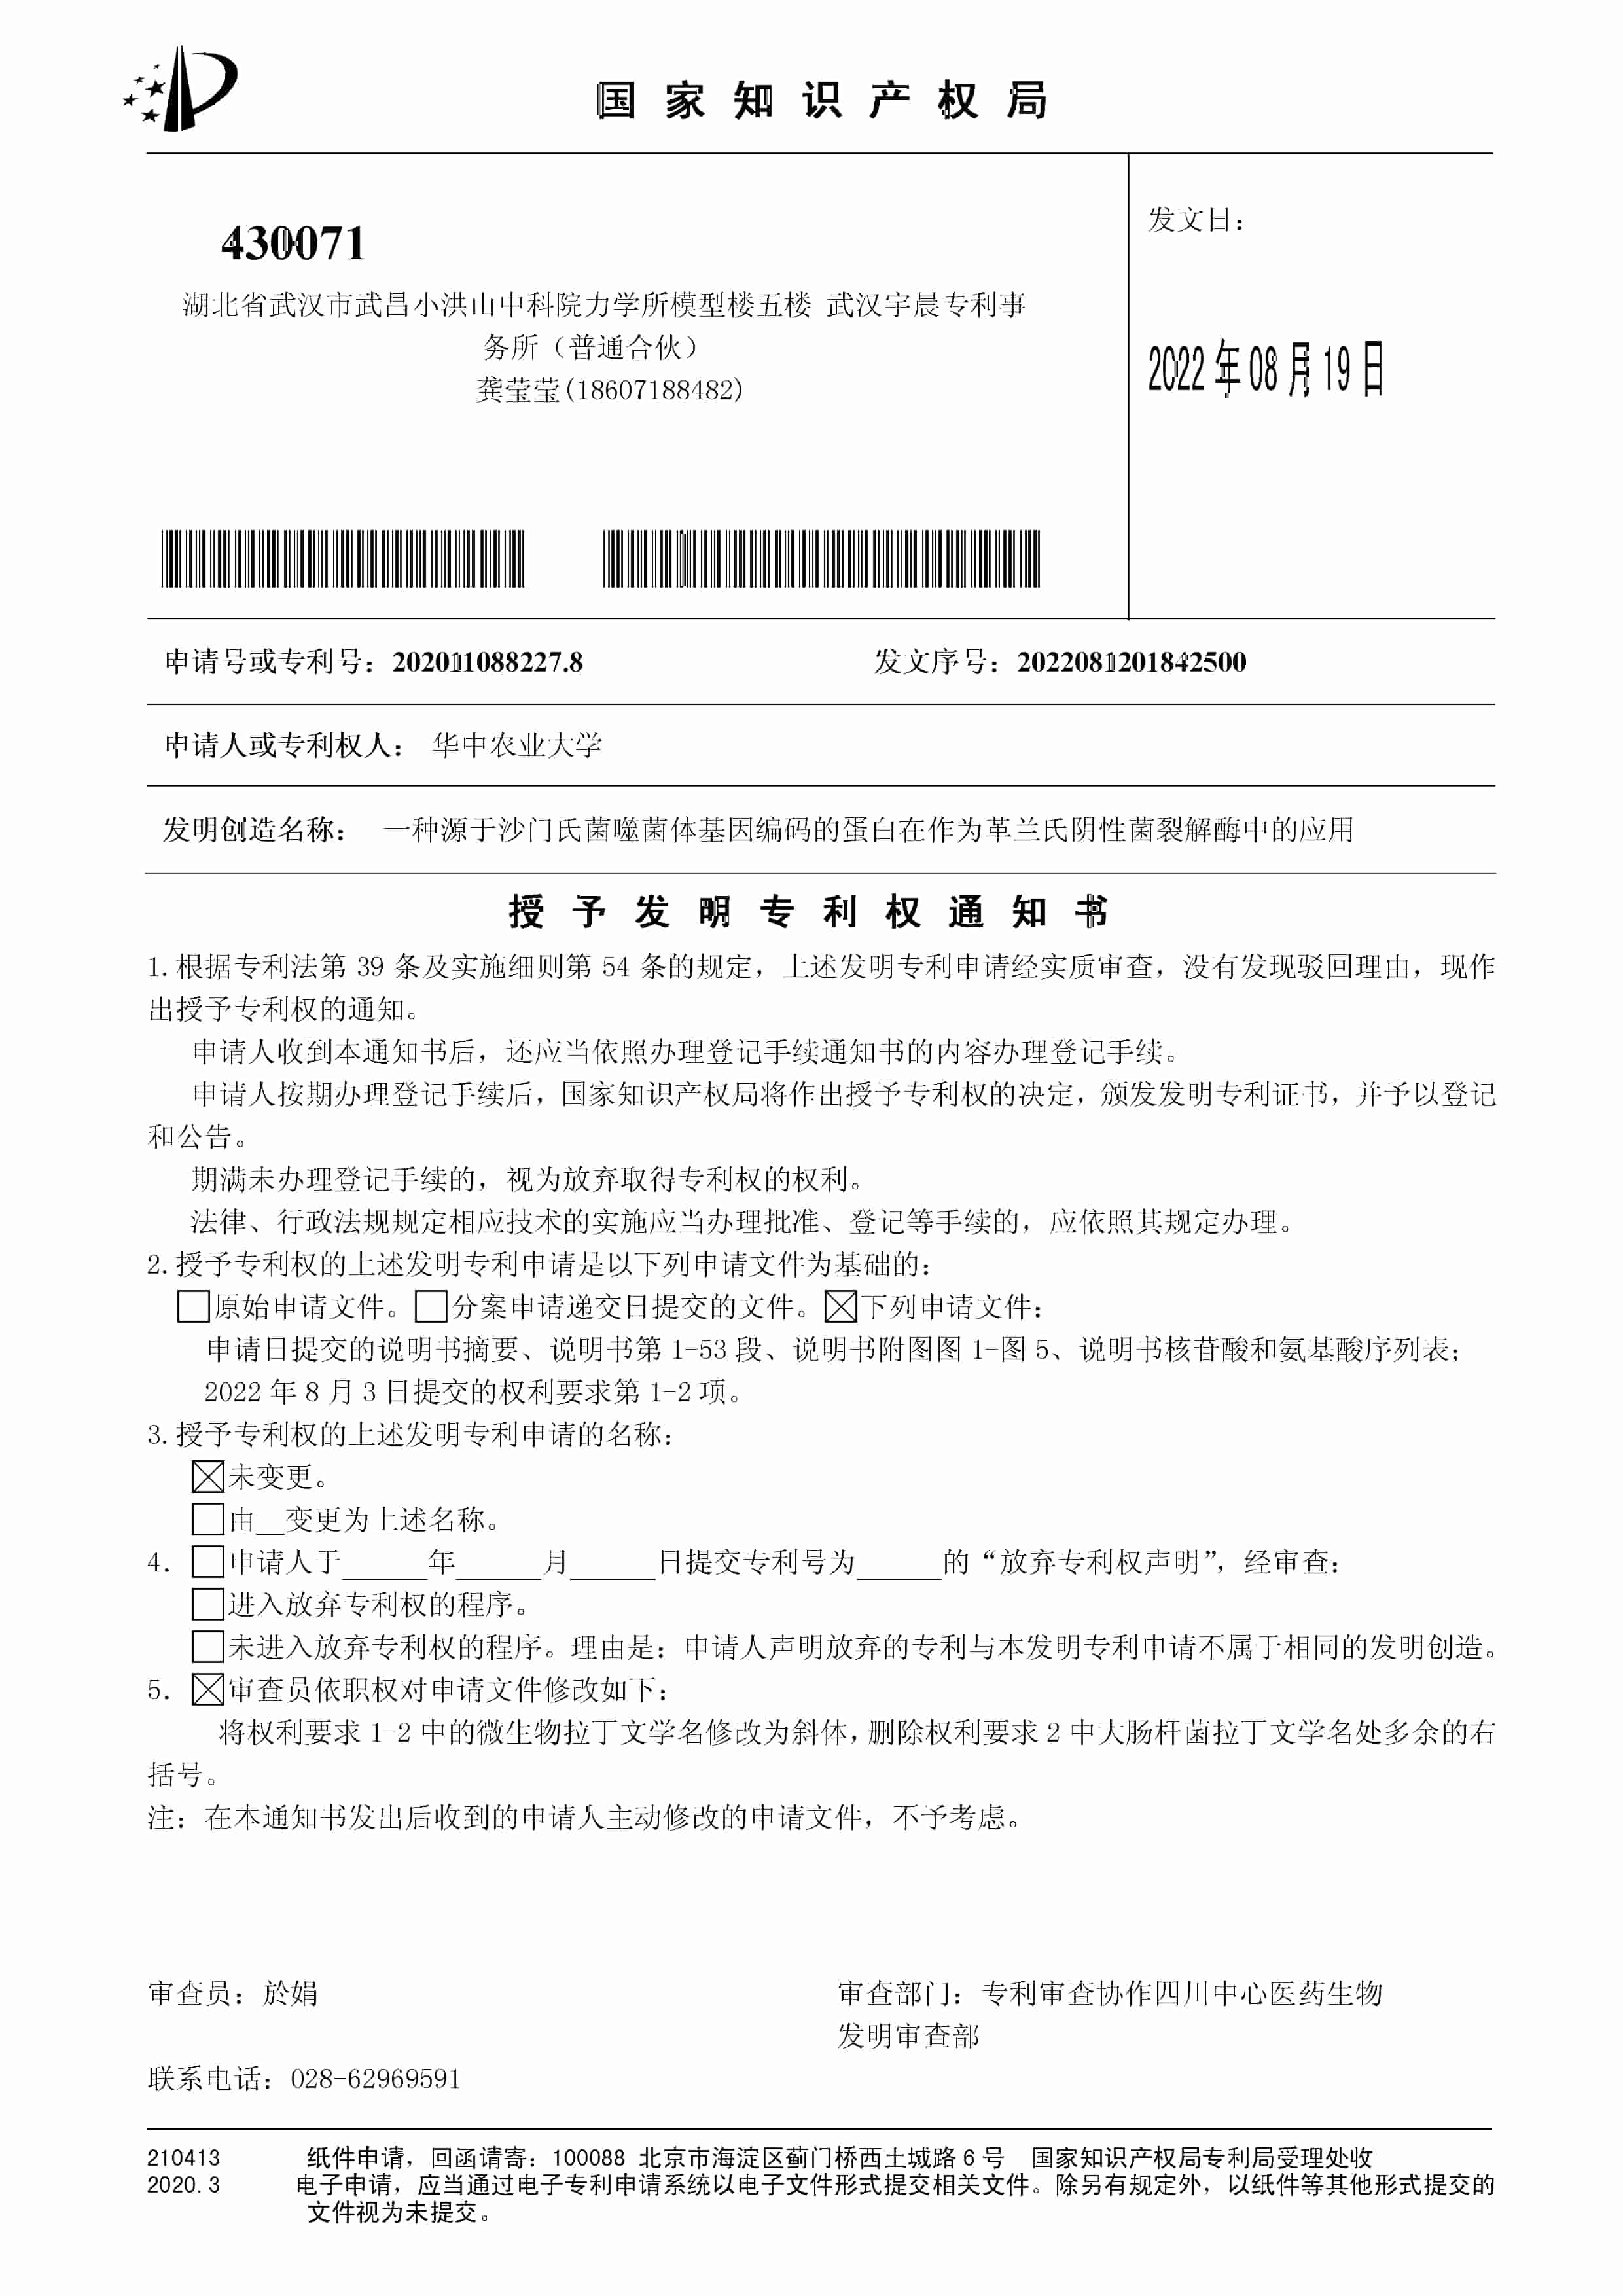 国家知识产权局
430071
发文日：
湖北省武汉市武昌小洪山中科院力学所模型楼五楼 武汉宇晨专利事
务所（普通合伙）
龚莹莹(18607188482)
2022年08月19日
申请号或专利号：202011088227.8 发文序号：2022081201842500
申请人或专利权人： 华中农业大学
发明创造名称： 一种源于沙门氏菌噬菌体基因编码的蛋白在作为革兰氏阴性菌裂解酶中的应用
授予发明专利权通知书
1.根据专利法第 39 条及实施细则第 54 条的规定，上述发明专利申请经实质审查，没有发现驳回理由，现作
出授予专利权的通知。
申请人收到本通知书后，还应当依照办理登记手续通知书的内容办理登记手续。
申请人按期办理登记手续后，国家知识产权局将作出授予专利权的决定，颁发发明专利证书，并予以登记
和公告。
期满未办理登记手续的，视为放弃取得专利权的权利。
法律、行政法规规定相应技术的实施应当办理批准、登记等手续的，应依照其规定办理。
2.授予专利权的上述发明专利申请是以下列申请文件为基础的：
□原始申请文件。□分案申请递交日提交的文件。☒下列申请文件：
申请日提交的说明书摘要、说明书第 1-53 段、说明书附图图 1-图 5、说明书核苷酸和氨基酸序列表；
2022 年 8 月 3 日提交的权利要求第 1-2 项。
3.授予专利权的上述发明专利申请的名称：
☒未变更。
□由__变更为上述名称。
4. □申请人于______年______月______日提交专利号为______的“放弃专利权声明”，经审查：
□进入放弃专利权的程序。
□未进入放弃专利权的程序。理由是：申请人声明放弃的专利与本发明专利申请不属于相同的发明创造。
5. ☒审查员依职权对申请文件修改如下：
将权利要求 1-2 中的微生物拉丁文学名修改为斜体，删除权利要求 2 中大肠杆菌拉丁文学名处多余的右
括号。
注：在本通知书发出后收到的申请人主动修改的申请文件，不予考虑。
审查员：於娟 审查部门：专利审查协作四川中心医药生物
发明审查部
联系电话：028-62969591
210413 纸件申请，回函请寄：100088 北京市海淀区蓟门桥西土城路 6 号 国家知识产权局专利局受理处收
2020.3 电子申请，应当通过电子专利申请系统以电子文件形式提交相关文件。除另有规定外，以纸件等其他形式提交的
文件视为未提交。